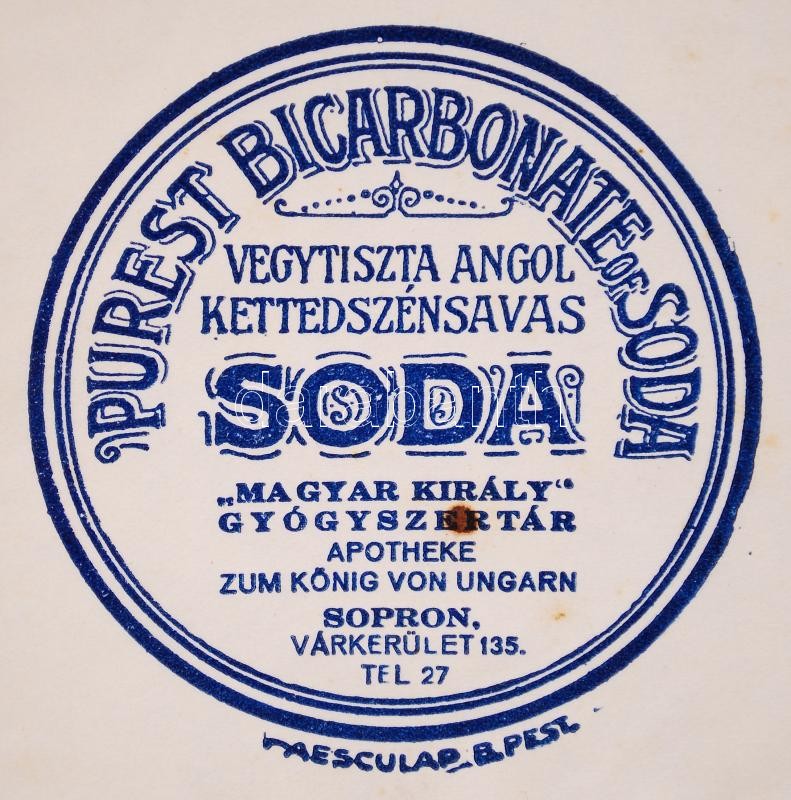 PUREST BICARBONATE OF SODA
VEGYTISZTA ANGOL
KETTEDSZÉNSAVAS
SODA
darabanth
„MAGYAR KIRÁLY“
GYÓGYSZERTÁR
APOTHEKE
ZUM KÖNIG VON UNGARN
SOPRON,
VÁRKERÜLET 135.
TEL 27
AESCULAP B.PEST.